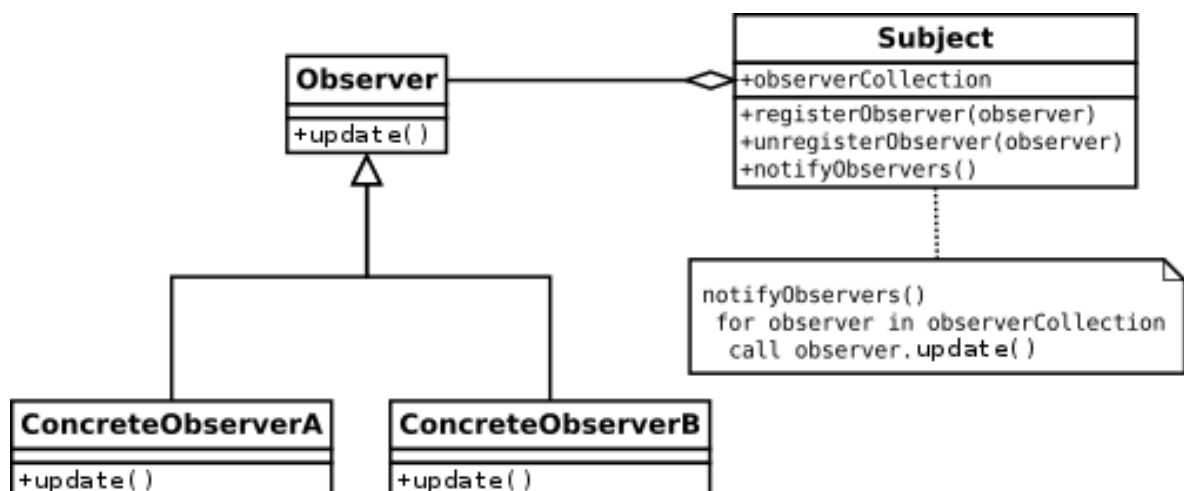 Observer
+update()
Subject
+observerCollection
+registerObserver(observer)
+unregisterObserver(observer)
+notifyObservers()
notifyObservers()
for observer in observerCollection
call observer.update()
ConcreteObserverA
+update()
ConcreteObserverB
+update()